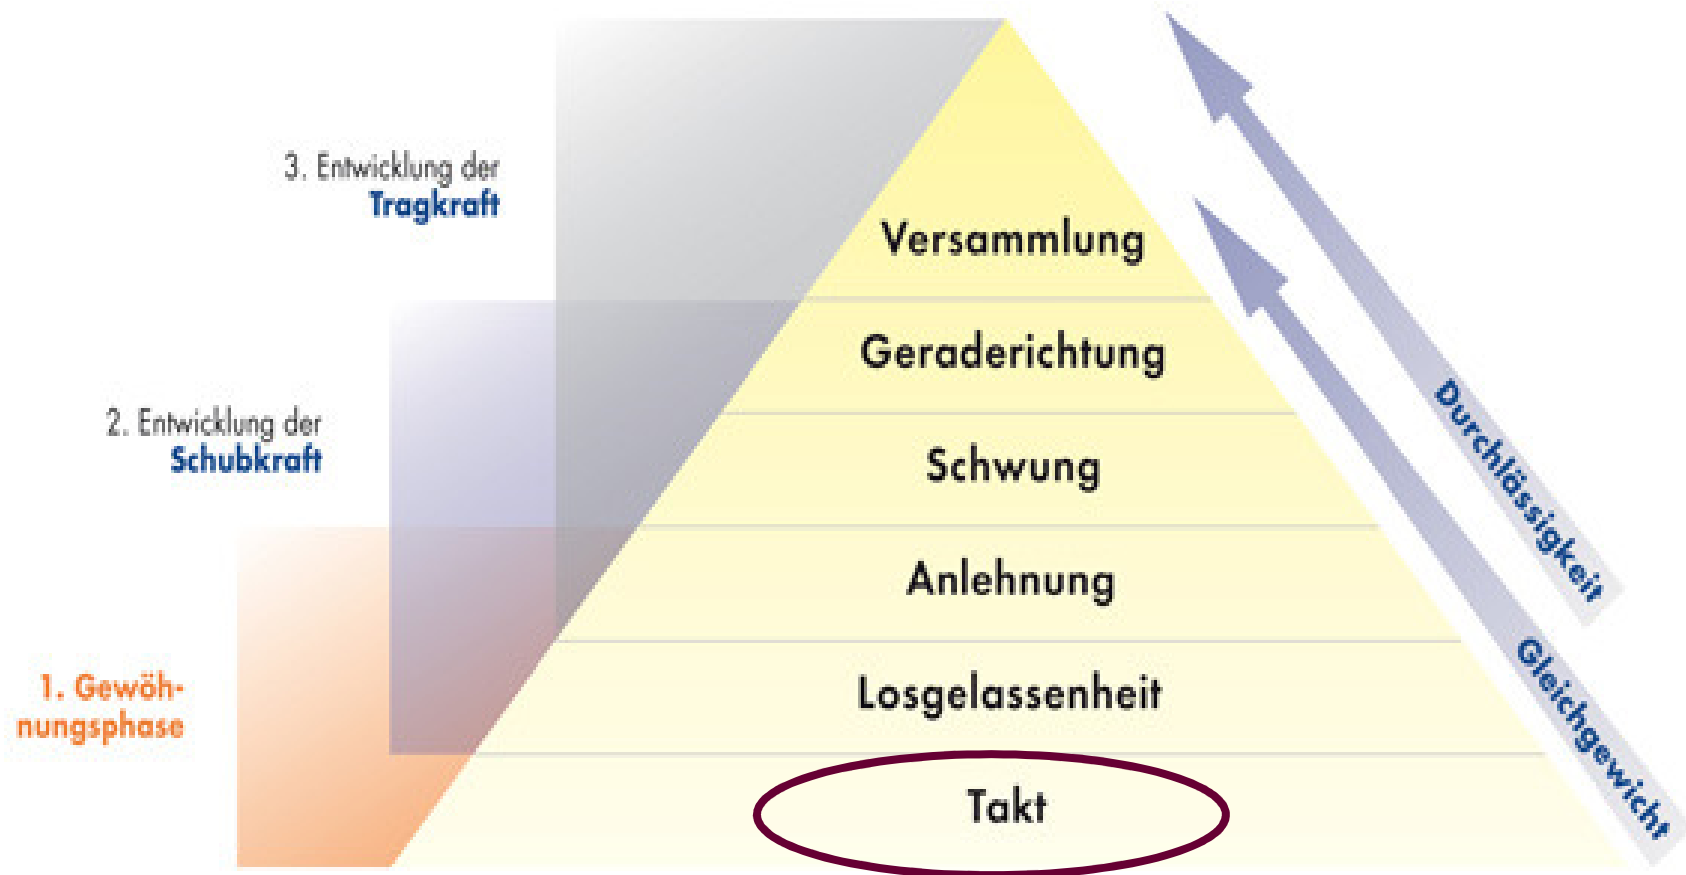 3. Entwicklung der
Tragkraft
Versammlung
Geraderichtung
2. Entwicklung der
Schubkraft
Schwung
Anlehnung
1. Gewöh-
nungsphase
Losgelassenheit
Takt
Durchlässigkeit
Gleichgewicht